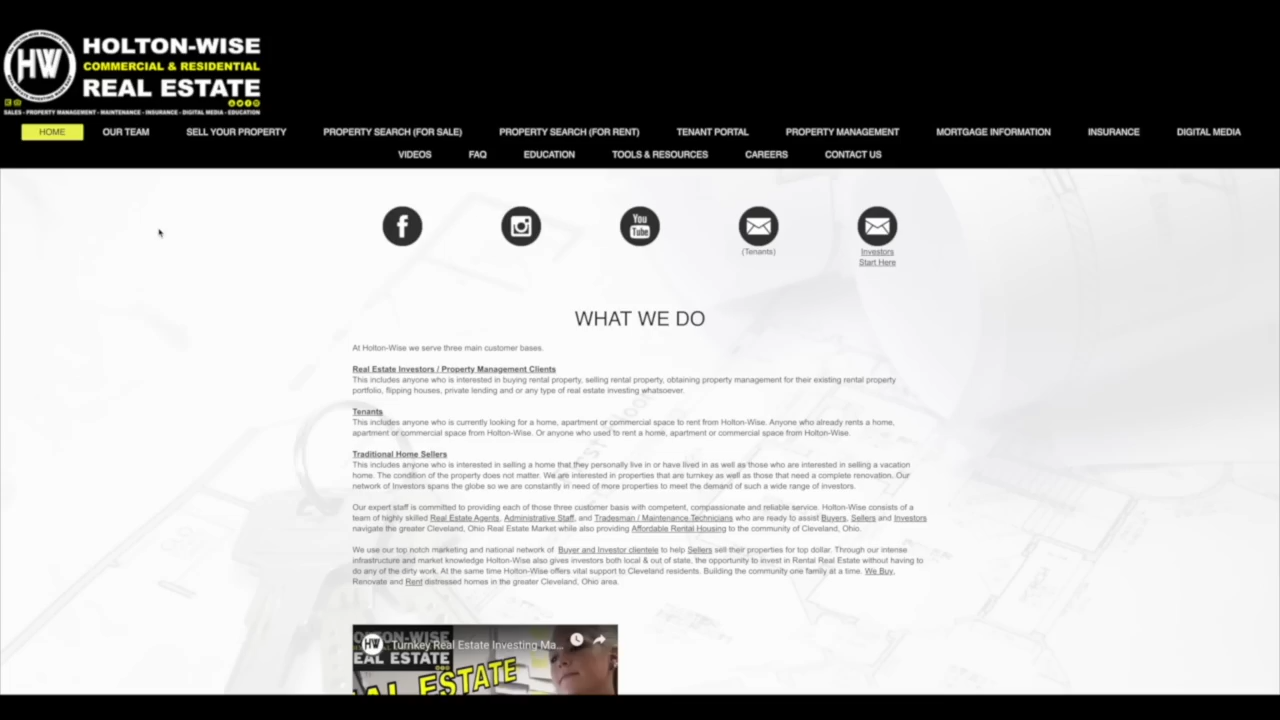 HW
HOLTON-WISE
COMMERCIAL & RESIDENTIAL
REAL ESTATE
SALES - PROPERTY MANAGEMENT - MAINTENANCE - INSURANCE - DIGITAL MEDIA - EDUCATION
HOME OUR TEAM SELL YOUR PROPERTY PROPERTY SEARCH (FOR SALE) PROPERTY SEARCH (FOR RENT) TENANT PORTAL PROPERTY MANAGEMENT MORTGAGE INFORMATION INSURANCE DIGITAL MEDIA
VIDEOS FAQ EDUCATION TOOLS & RESOURCES CAREERS CONTACT US
You
Tube
(Tenants) Investors
Start Here
WHAT WE DO
At Holton-Wise we serve three main customer bases.
Real Estate Investors / Property Management Clients
This includes anyone who is interested in buying rental property, selling rental property, obtaining property management for their existing rental property
portfolio, flipping houses, private lending and or any type of real estate investing whatsoever.
Tenants
This includes anyone who is currently looking for a home, apartment or commercial space to rent from Holton-Wise. Anyone who already rents a home,
apartment or commercial space from Holton-Wise. Or anyone who used to rent a home, apartment or commercial space from Holton-Wise.
Traditional Home Sellers
This includes anyone who is interested in selling a home that they personally live in or have lived in as well as those who are interested in selling a vacation
home. The condition of the property does not matter. We are interested in properties that are turnkey as well as those that need a complete renovation. Our
network of Investors spans the globe so we are constantly in need of more properties to meet the demand of such a wide range of investors.
Our expert staff is committed to providing each of those three customer basis with competent, compassionate and reliable service. Holton-Wise consists of a
team of highly skilled Real Estate Agents, Administrative Staff, and Tradesman / Maintenance Technicians who are ready to assist Buyers, Sellers and Investors
navigate the greater Cleveland, Ohio Real Estate Market while also providing Affordable Rental Housing to the community of Cleveland, Ohio.
We use our top notch marketing and national network of Buyer and Investor clientele to help Sellers sell their properties for top dollar. Through our intense
infrastructure and market knowledge Holton-Wise also gives investors both local & out of state, the opportunity to invest in Rental Real Estate without having to
do any of the dirty work. At the same time Holton-Wise offers vital support to Cleveland residents. Building the community one family at a time. We Buy,
Renovate and Rent distressed homes in the greater Cleveland, Ohio area.
HW Turnkey Real Estate Investing Ma...
HOLTON-WISE
EAL ESTATE
AL ESTATE